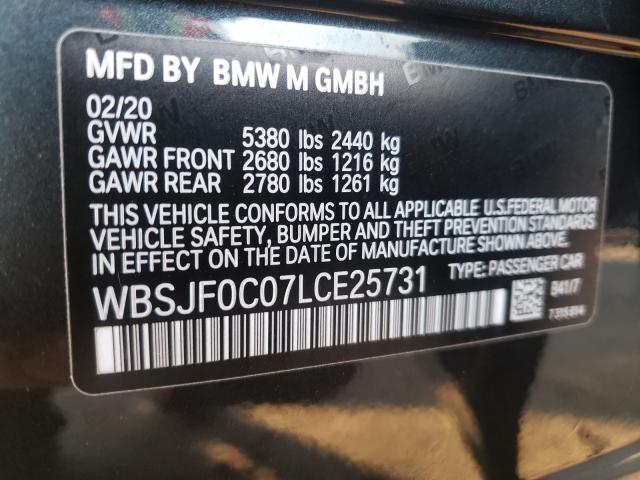 MFD BY BMW M GMBH
02/20
GVWR 5380 lbs 2440 kg
GAWR FRONT 2680 lbs 1216 kg
GAWR REAR 2780 lbs 1261 kg
THIS VEHICLE CONFORMS TO ALL APPLICABLE U.S.FEDERAL MOTOR
VEHICLE SAFETY, BUMPER AND THEFT PREVENTION STANDARDS
IN EFFECT ON THE DATE OF MANUFACTURE SHOWN ABOVE.
WBSJF0C07LCE25731 TYPE: PASSENGER CAR
841/7